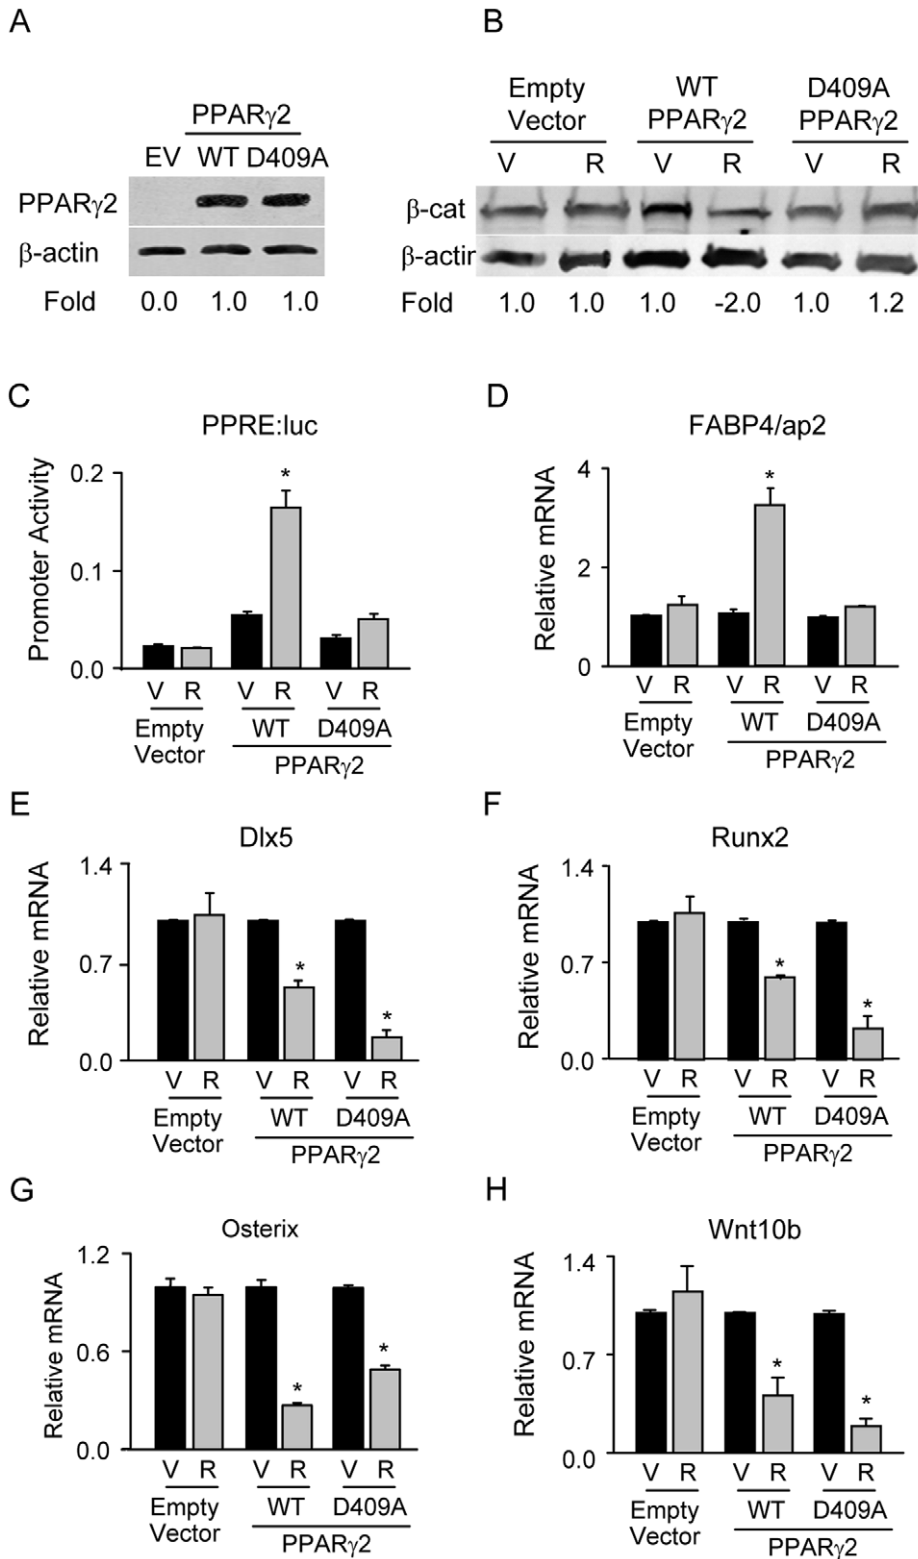 A
PPARγ2
EV WT D409A
PPARγ2
β-actin
Fold 0.0 1.0 1.0
B
Empty Vector WT PPARγ2 D409A PPARγ2
V R V R V R
β-cat
β-actir
Fold 1.0 1.0 1.0 -2.0 1.0 1.2
C
PPRE:luc
Promoter Activity
0.2
*
0.1
0.0
V R V R V R
Empty Vector WT D409A
PPARγ2
D
FABP4/ap2
Relative mRNA
4
*
2
0
V R V R V R
Empty Vector WT D409A
PPARγ2
E
Dlx5
Relative mRNA
1.4
0.7
*
*
0.0
V R V R V R
Empty Vector WT D409A
PPARγ2
F
Runx2
Relative mRNA
1.4
0.7
*
*
0.0
V R V R V R
Empty Vector WT D409A
PPARγ2
G
Osterix
Relative mRNA
1.2
0.6
*
*
0.0
V R V R V R
Empty Vector WT D409A
PPARγ2
H
Wnt10b
Relative mRNA
1.4
0.7
*
*
0.0
V R V R V R
Empty Vector WT D409A
PPARγ2